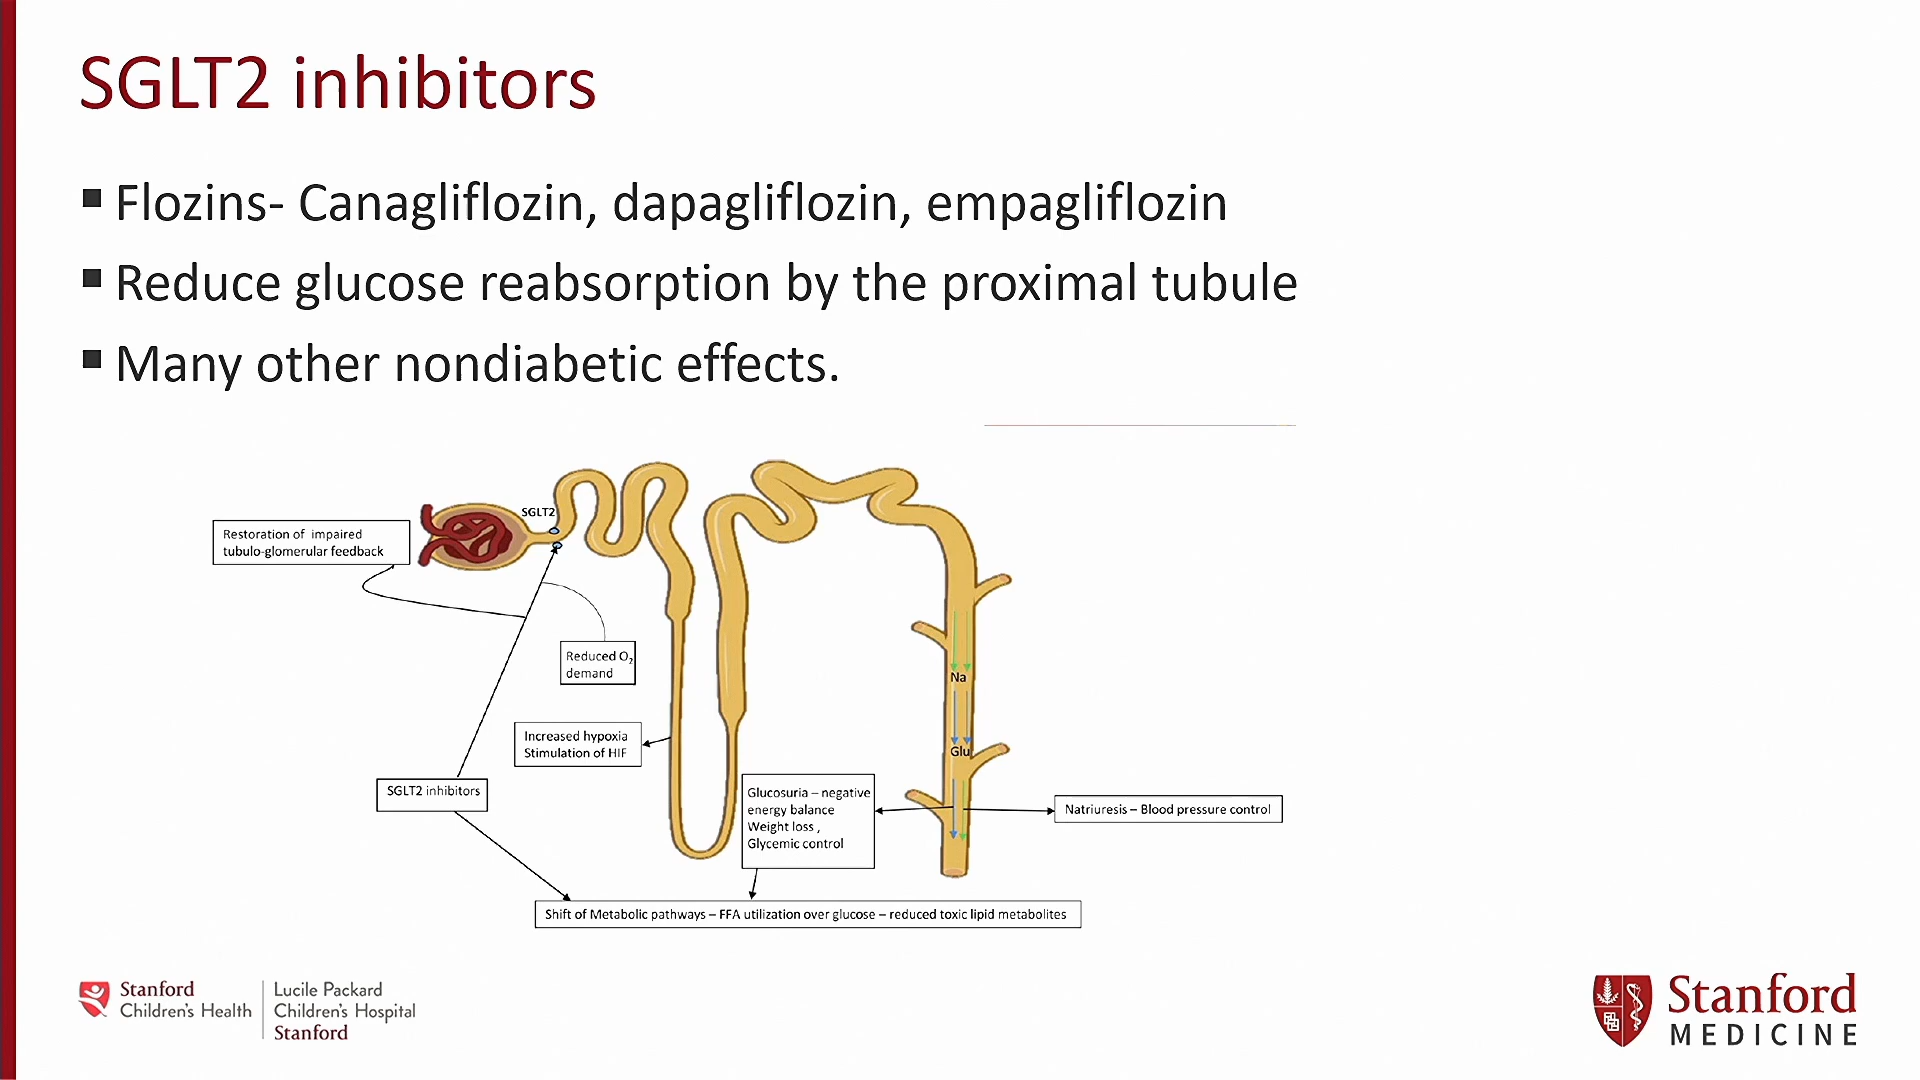 SGLT2 inhibitors
Flozins- Canagliflozin, dapagliflozin, empagliflozin
Reduce glucose reabsorption by the proximal tubule
Many other nondiabetic effects.
SGLT2
Restoration of impaired
tubulo-glomerular feedback
Reduced O2
demand
Na
Increased hypoxia
Stimulation of HIF
Glu
SGLT2 inhibitors
Glucosuria – negative
energy balance
Weight loss ,
Glycemic control
Natriuresis – Blood pressure control
Shift of Metabolic pathways – FFA utilization over glucose – reduced toxic lipid metabolites
Stanford
Children's Health
Lucile Packard
Children's Hospital
Stanford
Stanford
MEDICINE